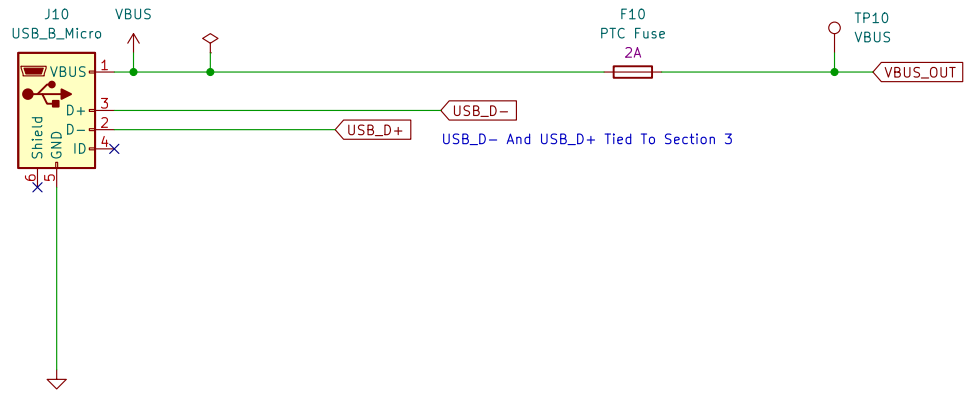 J10
USB_B_Micro
VBUS
F10
PTC Fuse
2A
TP10
VBUS
VBUS
1
VBUS_OUT
D+
3
USB_D-
D-
2
USB_D+
USB_D- And USB_D+ Tied To Section 3
ID
4
Shield
GND
6
5